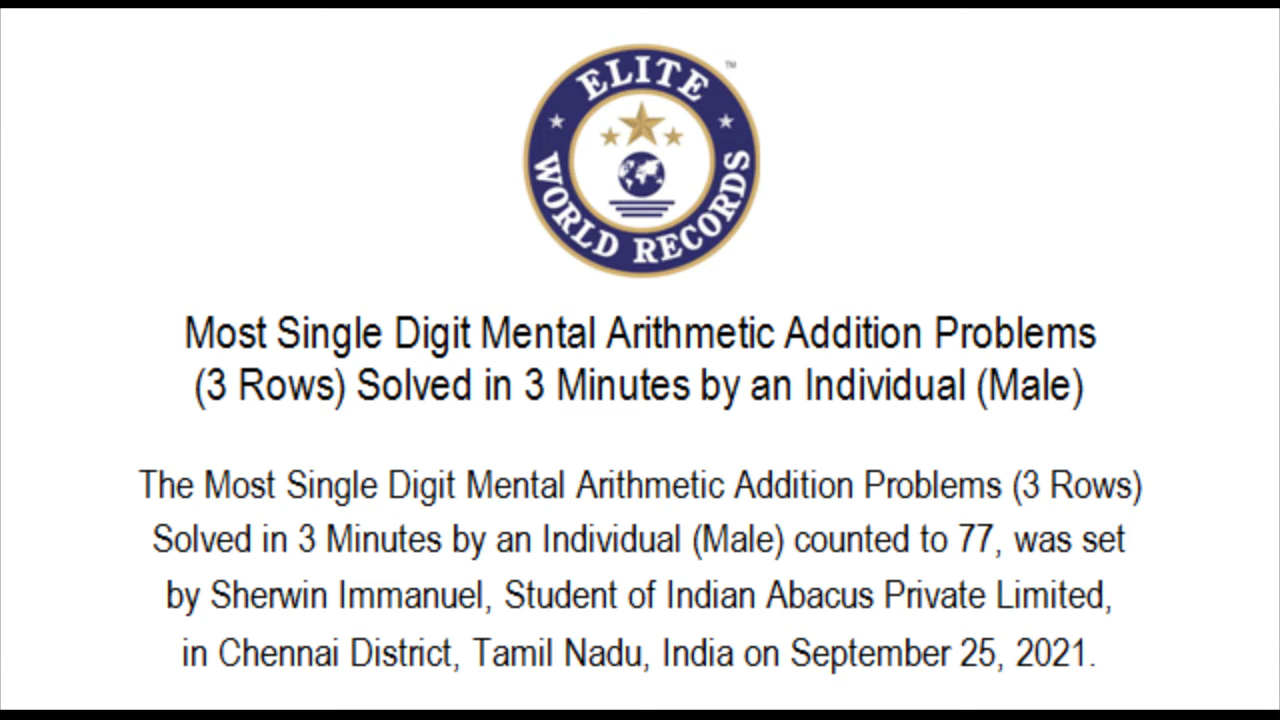 ELITE
WORLD RECORDS
TM
Most Single Digit Mental Arithmetic Addition Problems
(3 Rows) Solved in 3 Minutes by an Individual (Male)
The Most Single Digit Mental Arithmetic Addition Problems (3 Rows)
Solved in 3 Minutes by an Individual (Male) counted to 77, was set
by Sherwin Immanuel, Student of Indian Abacus Private Limited,
in Chennai District, Tamil Nadu, India on September 25, 2021.